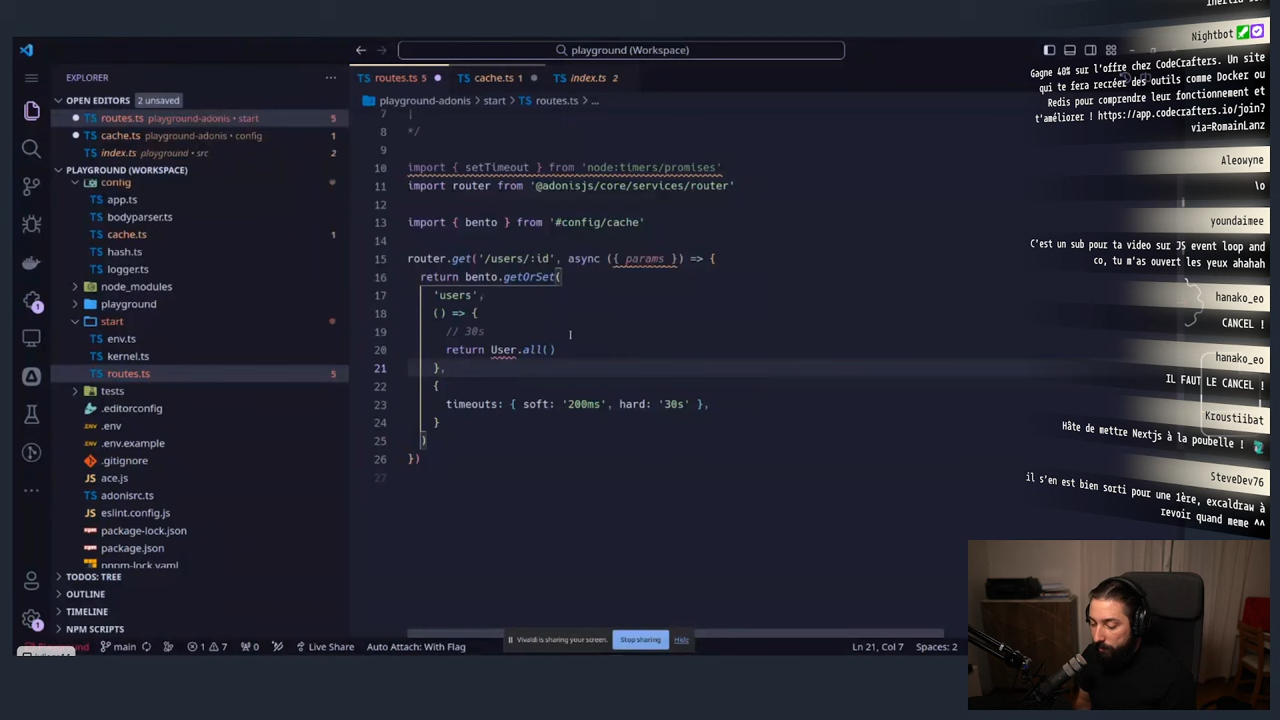 playground (Workspace)
EXPLORER
OPEN EDITORS 2 unsaved
routes.ts playground-adonis • start 5
cache.ts playground-adonis • config 1
index.ts playground • src 2
PLAYGROUND (WORKSPACE)
config
app.ts
bodyparser.ts
cache.ts 1
hash.ts
logger.ts
node_modules
playground
start
env.ts
kernel.ts
routes.ts 5
tests
.editorconfig
.env
.env.example
.gitignore
ace.js
adonisrc.ts
eslint.config.js
package-lock.json
package.json
pnpm-lock.yaml
TODOS: TREE
OUTLINE
TIMELINE
NPM SCRIPTS
routes.ts 5
cache.ts 1
index.ts 2
playground-adonis > start > routes.ts > ...
7 |
8 */
9
10 import { setTimeout } from 'node:timers/promises'
11 import router from '@adonisjs/core/services/router'
12
13 import { bento } from '#config/cache'
14
15 router.get('/users/:id', async ({ params }) => {
16 return bento.getOrSet(
17 'users',
18 () => {
19 // 30s
20 return User.all()
21 },
22 {
23 timeouts: { soft: '200ms', hard: '30s' },
24 }
25 )
26 })
27
Vivaldi is sharing your screen. Stop sharing Hide
main 1 7 0 Live Share Auto Attach: With Flag Ln 21, Col 7 Spaces: 2
Nightbot
Gagne 40% sur l'offre chez CodeCrafters. Un site
qui te fera recréer des outils comme Docker ou
Redis pour comprendre leur fonctionnement et
t'améliorer ! https://app.codecrafters.io/join?
via=RomainLanz
Aleowyne
\o
youndaimee
C'est un sub pour ta video sur JS event loop and
co, tu m'as ouvert les yeux ahahah
hanako_eo
CANCEL !
hanako_eo
IL FAUT LE CANCEL !
Kroustiibat
Hâte de mettre Nextjs à la poubelle !
SteveDev76
il s'en est bien sorti pour une 1ère, excaldraw à
revoir quand meme ^^